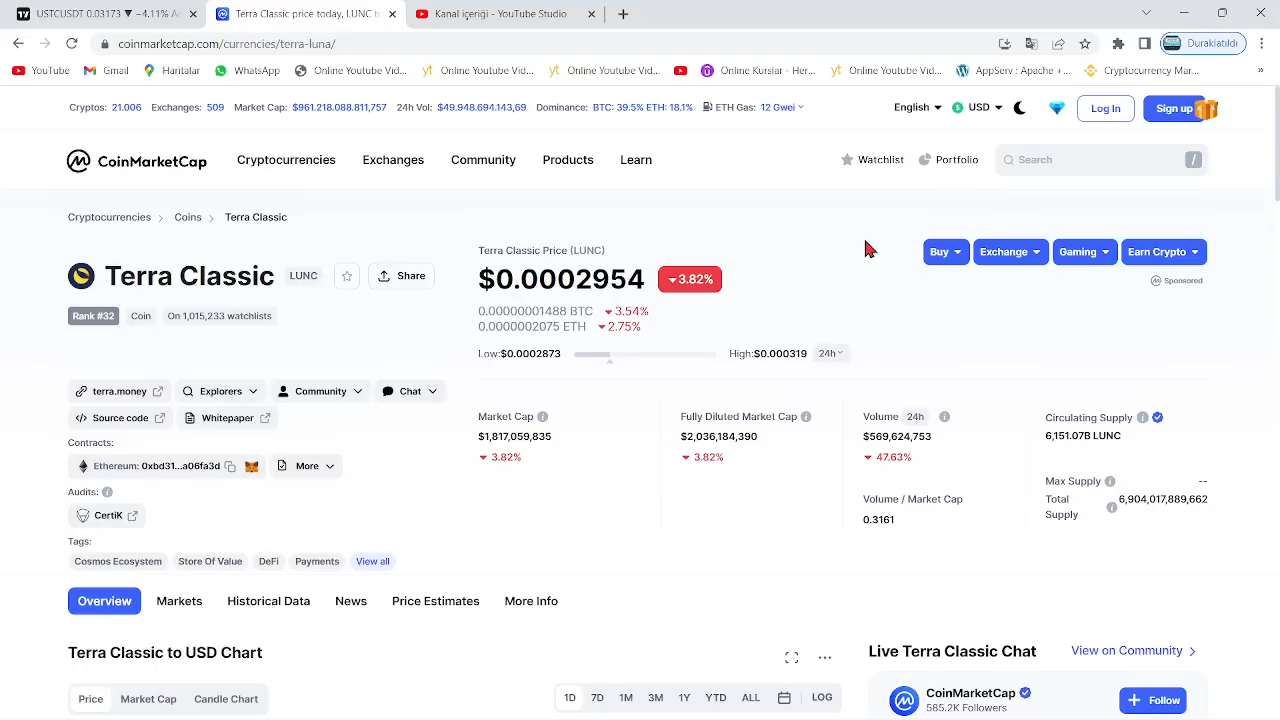 USTCUSDT 0.03173 ▼ −4.11% Ar
Terra Classic price today, LUNC to
Kanal içeriği - YouTube Studio
coinmarketcap.com/currencies/terra-luna/
Duraklatıldı
YouTube
Gmail
Haritalar
WhatsApp
Online Youtube Vid...
Online Youtube Vid...
Online Youtube Vid...
Online Kurslar - Her...
Online Youtube Vid...
AppServ : Apache +...
Cryptocurrency Mar...
»
Cryptos: 21.006 Exchanges: 509 Market Cap: $961.218.088.811,757 24h Vol: $49.948.694.143,69 Dominance: BTC: 39.5% ETH: 18.1% ETH Gas: 12 Gwei
English USD Log In Sign up
CoinMarketCap
Cryptocurrencies Exchanges Community Products Learn
Watchlist Portfolio Search /
Cryptocurrencies > Coins > Terra Classic
Terra Classic LUNC
Share
Rank #32 Coin On 1,015,233 watchlists
Terra Classic Price (LUNC)
$0.0002954 3.82%
0.00000001488 BTC 3.54%
0.0000002075 ETH 2.75%
Low:$0.0002873 High:$0.000319 24h
Buy Exchange Gaming Earn Crypto
Sponsored
terra.money Explorers Community Chat
Source code Whitepaper
Contracts:
Ethereum: 0xbd31...a06fa3d More
Audits:
CertiK
Tags:
Cosmos Ecosystem Store Of Value DeFi Payments View all
Market Cap
$1,817,059,835
3.82%
Fully Diluted Market Cap
$2,036,184,390
3.82%
Volume 24h
$569,624,753
47.63%
Volume / Market Cap
0.3161
Circulating Supply
6,151.07B LUNC
Max Supply --
Total Supply 6,904,017,889,662
Overview Markets Historical Data News Price Estimates More Info
Terra Classic to USD Chart
Price Market Cap Candle Chart
1D 7D 1M 3M 1Y YTD ALL LOG
Live Terra Classic Chat View on Community >
CoinMarketCap
585.2K Followers
+ Follow